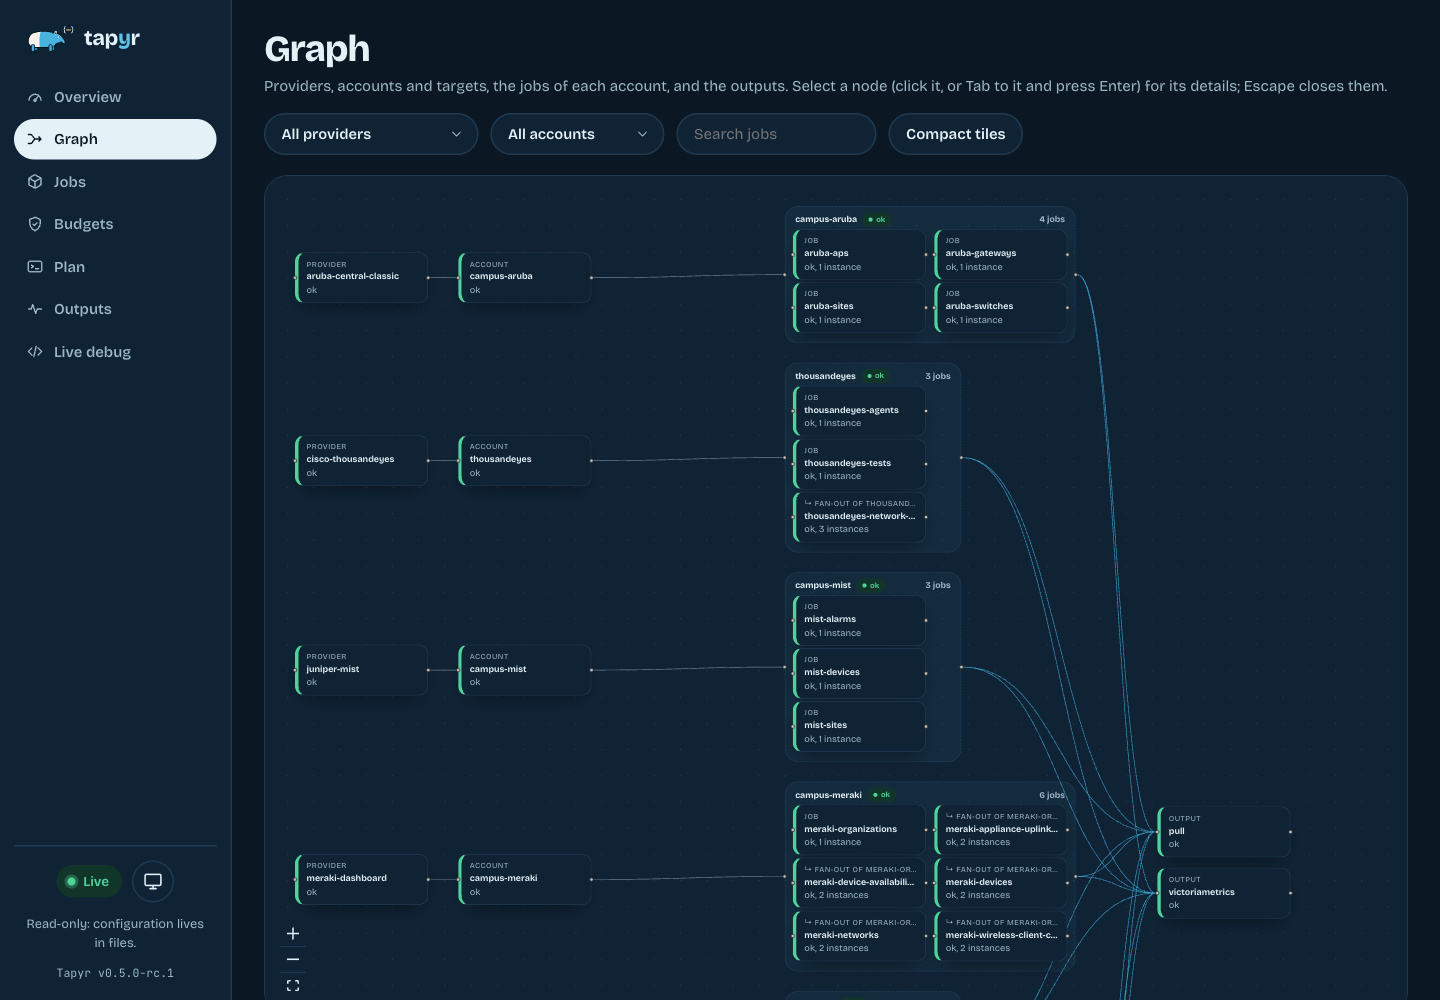 tapyr
Overview
Graph
Jobs
Budgets
Plan
Outputs
Live debug
Live
Read-only: configuration lives
in files.
Tapyr v0.5.0-rc.1
Graph
Providers, accounts and targets, the jobs of each account, and the outputs. Select a node (click it, or Tab to it and press Enter) for its details; Escape closes them.
All providers
All accounts
Search jobs
Compact tiles
PROVIDER
aruba-central-classic
ok
ACCOUNT
campus-aruba
ok
campus-aruba ok 4 jobs
JOB
aruba-aps
ok, 1 instance
JOB
aruba-gateways
ok, 1 instance
JOB
aruba-sites
ok, 1 instance
JOB
aruba-switches
ok, 1 instance
PROVIDER
cisco-thousandeyes
ok
ACCOUNT
thousandeyes
ok
thousandeyes ok 3 jobs
JOB
thousandeyes-agents
ok, 1 instance
JOB
thousandeyes-tests
ok, 1 instance
↳ FAN-OUT OF THOUSAND...
thousandeyes-network-...
ok, 3 instances
PROVIDER
juniper-mist
ok
ACCOUNT
campus-mist
ok
campus-mist ok 3 jobs
JOB
mist-alarms
ok, 1 instance
JOB
mist-devices
ok, 1 instance
JOB
mist-sites
ok, 1 instance
PROVIDER
meraki-dashboard
ok
ACCOUNT
campus-meraki
ok
campus-meraki ok 6 jobs
JOB
meraki-organizations
ok, 1 instance
↳ FAN-OUT OF MERAKI-OR...
meraki-appliance-uplink...
ok, 2 instances
↳ FAN-OUT OF MERAKI-OR...
meraki-device-availabili...
ok, 2 instances
↳ FAN-OUT OF MERAKI-OR...
meraki-devices
ok, 2 instances
↳ FAN-OUT OF MERAKI-OR...
meraki-networks
ok, 2 instances
↳ FAN-OUT OF MERAKI-OR...
meraki-wireless-client-c...
ok, 2 instances
OUTPUT
pull
ok
OUTPUT
victoriametrics
ok